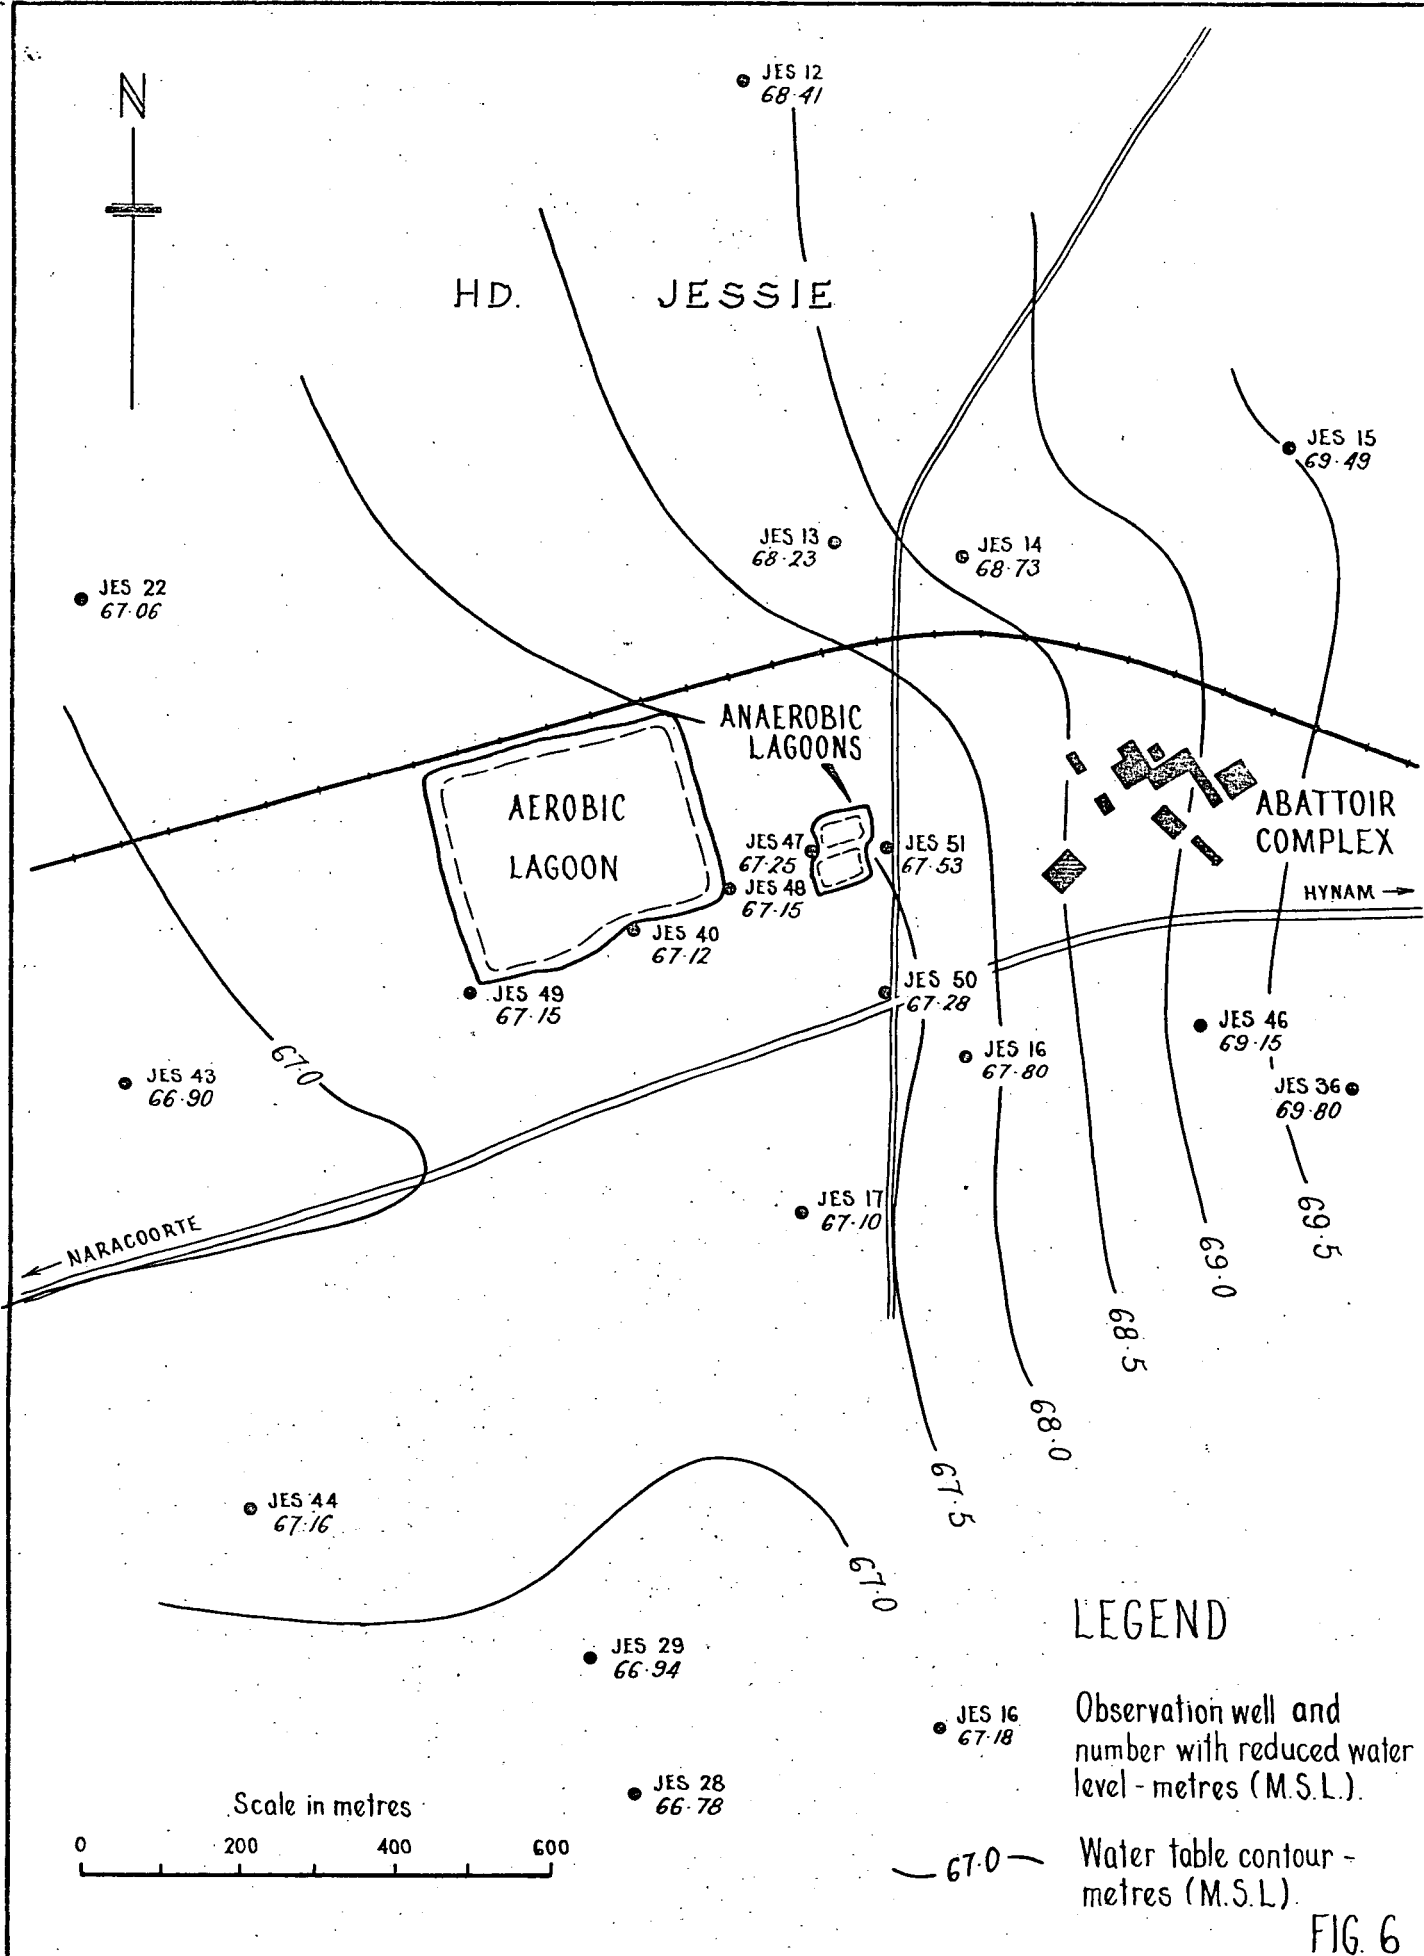 N
JES 12
68·41
HD. JESSIE
JES 15
69·49
JES 13
68·23
JES 14
68·73
JES 22
67·06
ANAEROBIC
LAGOONS
AEROBIC
LAGOON
ABATTOIR
COMPLEX
JES 47
67·25
JES 51
67·53
JES 48
67·15
HYNAM
JES 40
67·12
JES 49
67·15
JES 50
67·28
JES 46
69·15
JES 16
67·80
67·0
JES 43
66·90
JES 36
69·80
JES 17
67·10
NARACOORTE
69·5
69·0
68·5
68·0
67·5
JES 44
67·16
67·0
JES 29
66·94
JES 28
66·78
LEGEND
JES 16
67·18
Observation well and
number with reduced water
level - metres (M.S.L.).
67·0
Water table contour -
metres (M.S.L).
Scale in metres
0 200 400 600
FIG. 6